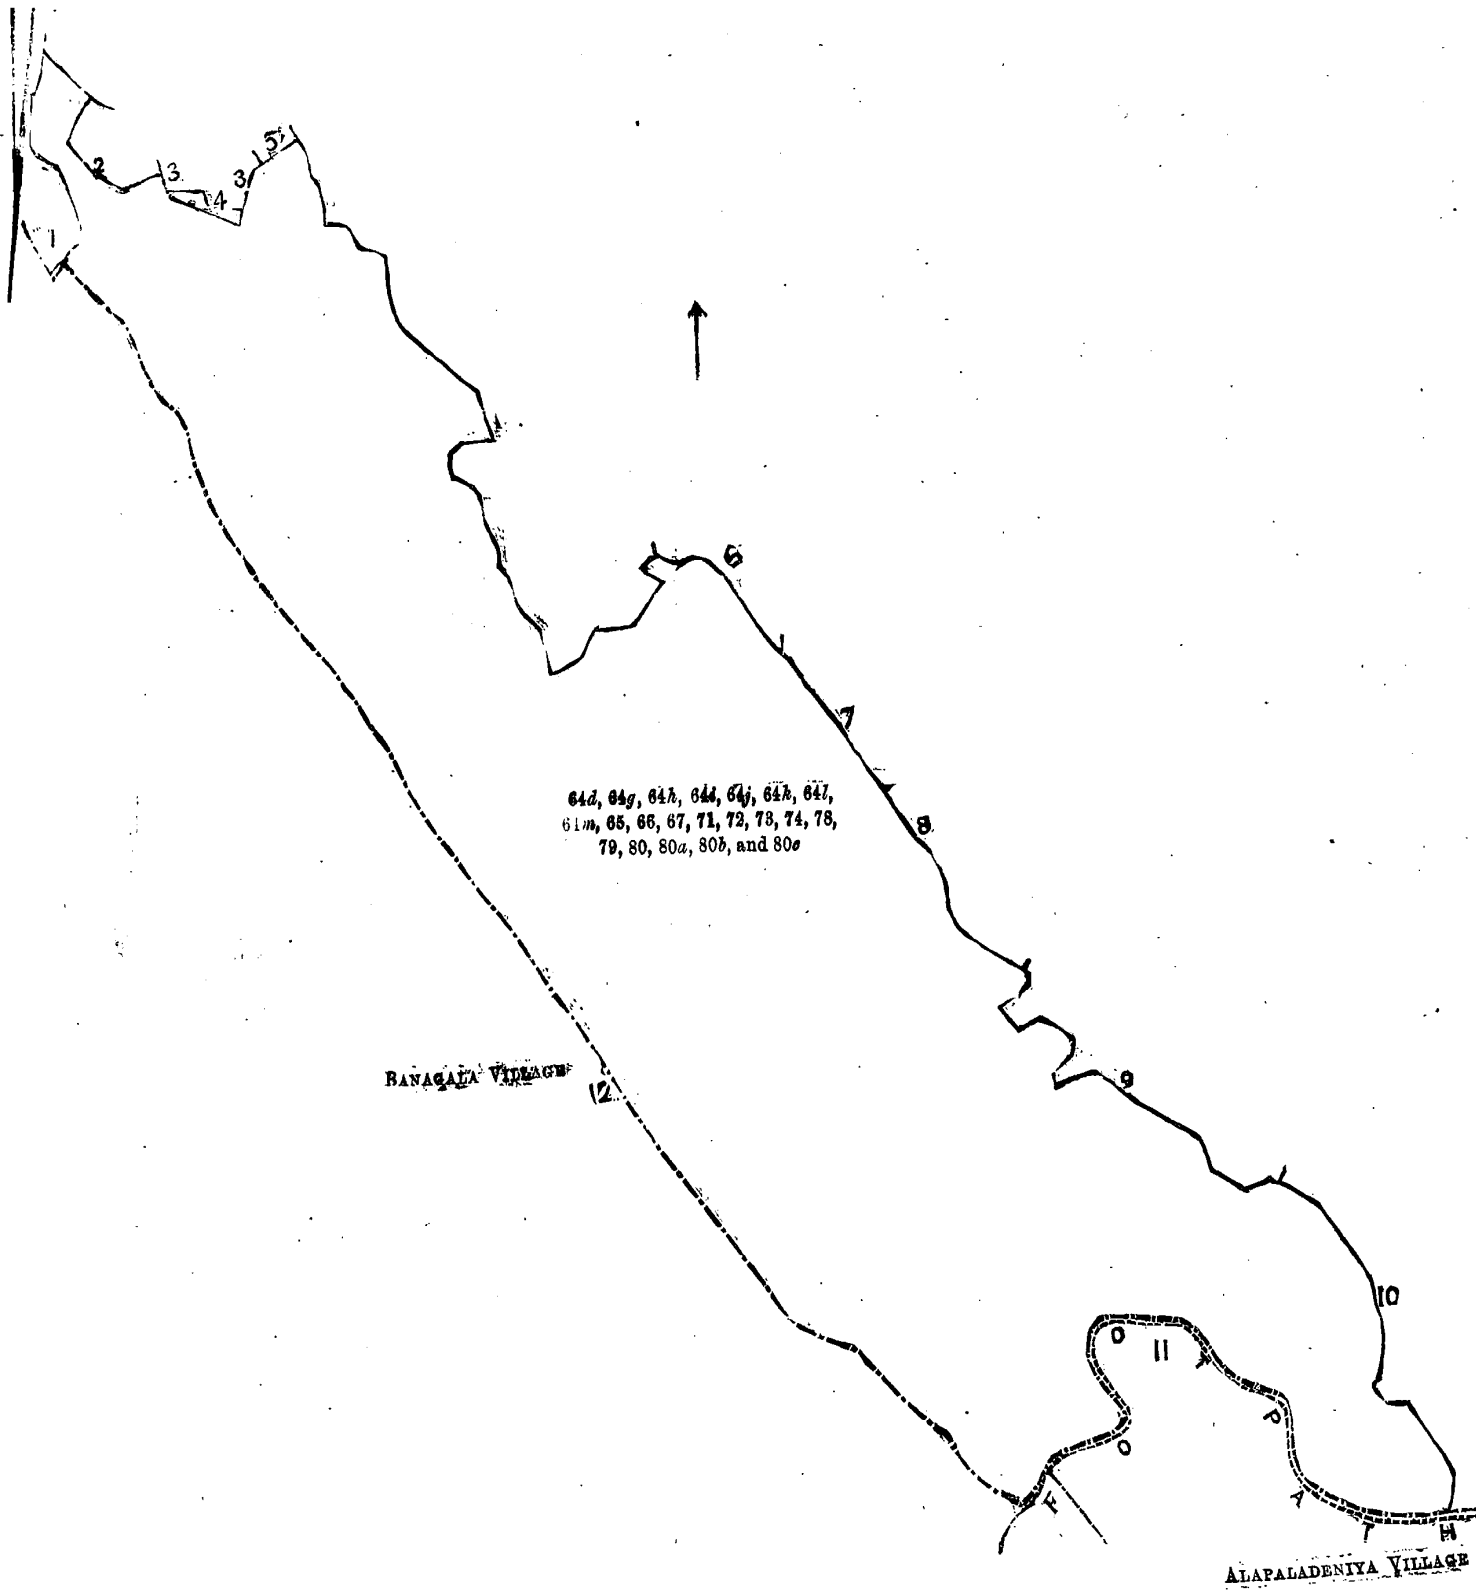 2
3
5
3
4
1
6
7
64d, 64g, 64h, 64i, 64j, 64k, 64l,
64m, 65, 66, 67, 71, 72, 73, 74, 78,
79, 80, 80a, 80b, and 80c
8
BANAGALA VILLAGE
12
9
10
11
FOOT PATH
ALAPALADENIYA VILLAGE